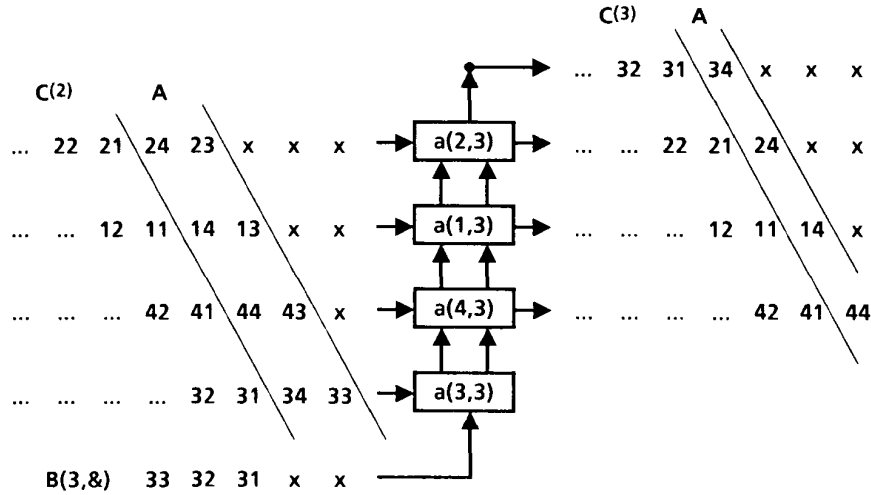 C(3) A
... 32 31 34 x x x
C(2) A
... 22 21 24 23 x x x a(2,3) ... ... 22 21 24 x x
... ... 12 11 14 13 x x a(1,3) ... ... ... 12 11 14 x
... ... ... 42 41 44 43 x a(4,3) ... ... ... ... 42 41 44
... ... ... ... 32 31 34 33 a(3,3)
B(3,&) 33 32 31 x x